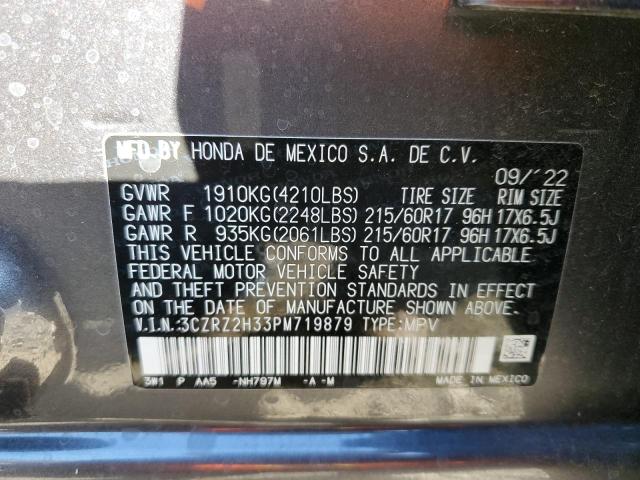 MFD BY HONDA DE MEXICO S.A. DE C.V.
09/'22
GVWR 1910KG(4210LBS) TIRE SIZE RIM SIZE
GAWR F 1020KG(2248LBS) 215/60R17 96H 17X6.5J
GAWR R 935KG(2061LBS) 215/60R17 96H 17X6.5J
THIS VEHICLE CONFORMS TO ALL APPLICABLE
FEDERAL MOTOR VEHICLE SAFETY
AND THEFT PREVENTION STANDARDS IN EFFECT
ON THE DATE OF MANUFACTURE SHOWN ABOVE.
V.I.N.:3CZRZ2H33PM719879 TYPE:MPV
3W1 P AA5 -NH797M -A -M MADE IN MEXICO